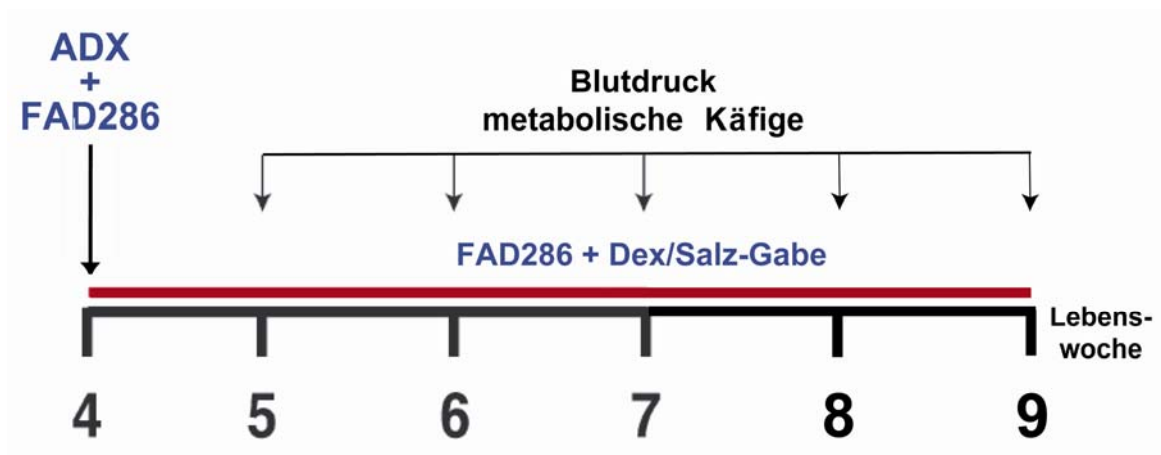 ADX
+
FAD286
Blutdruck
metabolische Käfige
FAD286 + Dex/Salz-Gabe
Lebens-
woche
4 5 6 7 8 9